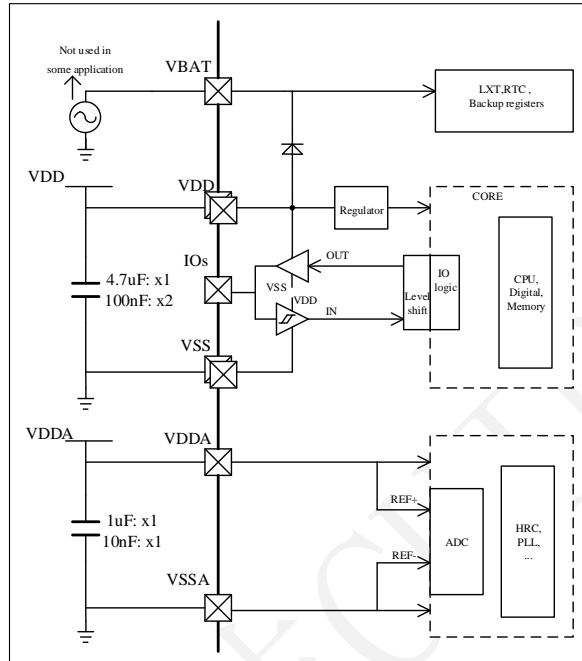 Not used in
some application
VBAT
LXT,RTC ,
Backup registers
VDD
VDD
Regulator
CORE
IOs
OUT
4.7uF: x1
100nF: x2
VSS
VDD
IN
Level
shift
IO
logic
CPU,
Digital,
Memory
VSS
VDDA
VDDA
REF+
1uF: x1
10nF: x1
ADC
HRC,
PLL,
...
REF-
VSSA